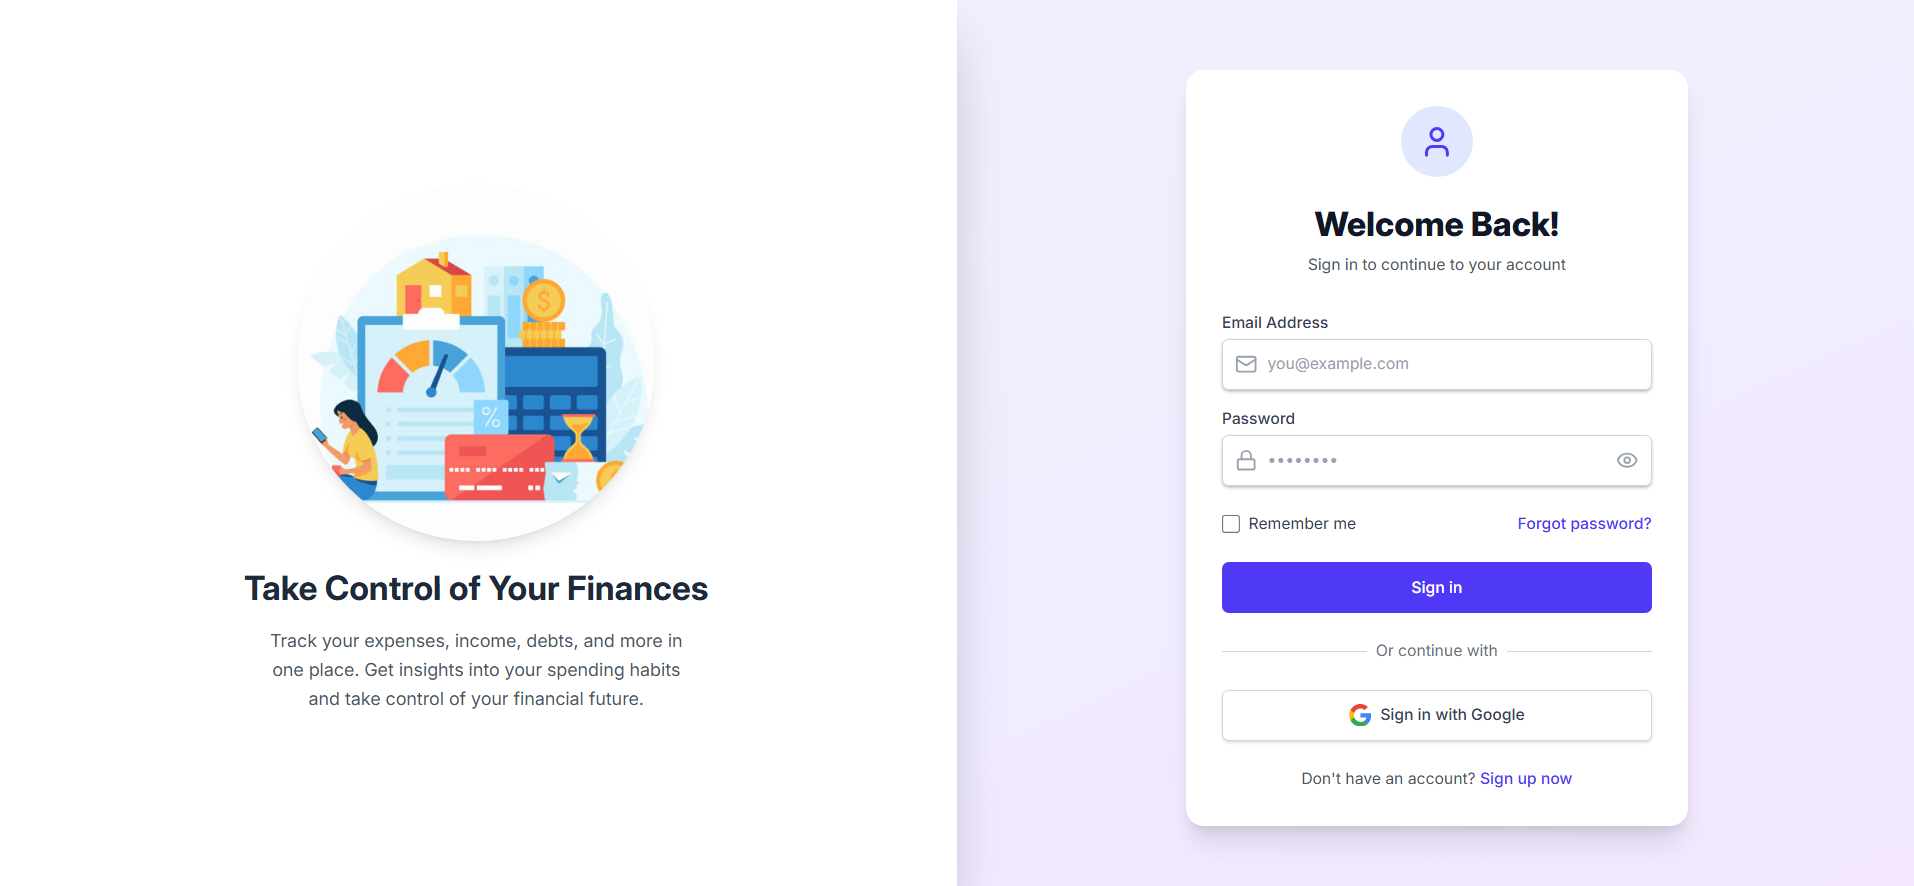 $
%
Take Control of Your Finances
Track your expenses, income, debts, and more in
one place. Get insights into your spending habits
and take control of your financial future.
Welcome Back!
Sign in to continue to your account
Email Address
you@example.com
Password
••••••••
Remember me
Forgot password?
Sign in
Or continue with
Sign in with Google
Don't have an account? Sign up now